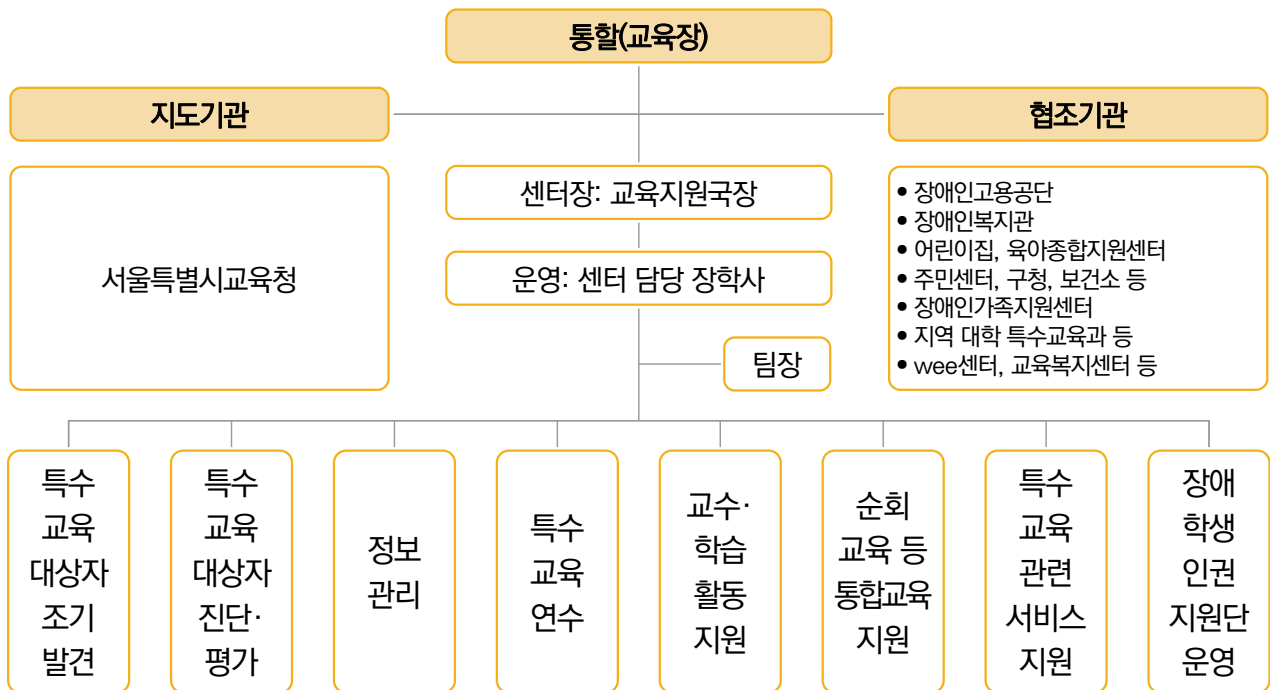 통할(교육장)
지도기관
협조기관
서울특별시교육청
센터장: 교육지원국장
운영: 센터 담당 장학사
팀장
• 장애인고용공단
• 장애인복지관
• 어린이집, 육아종합지원센터
• 주민센터, 구청, 보건소 등
• 장애인가족지원센터
• 지역 대학 특수교육과 등
• wee센터, 교육복지센터 등
특수
교육
대상자
조기
발견
특수
교육
대상자
진단·
평가
정보
관리
특수
교육
연수
교수·
학습
활동
지원
순회
교육 등
통합교육
지원
특수
교육
관련
서비스
지원
장애
학생
인권
지원단
운영